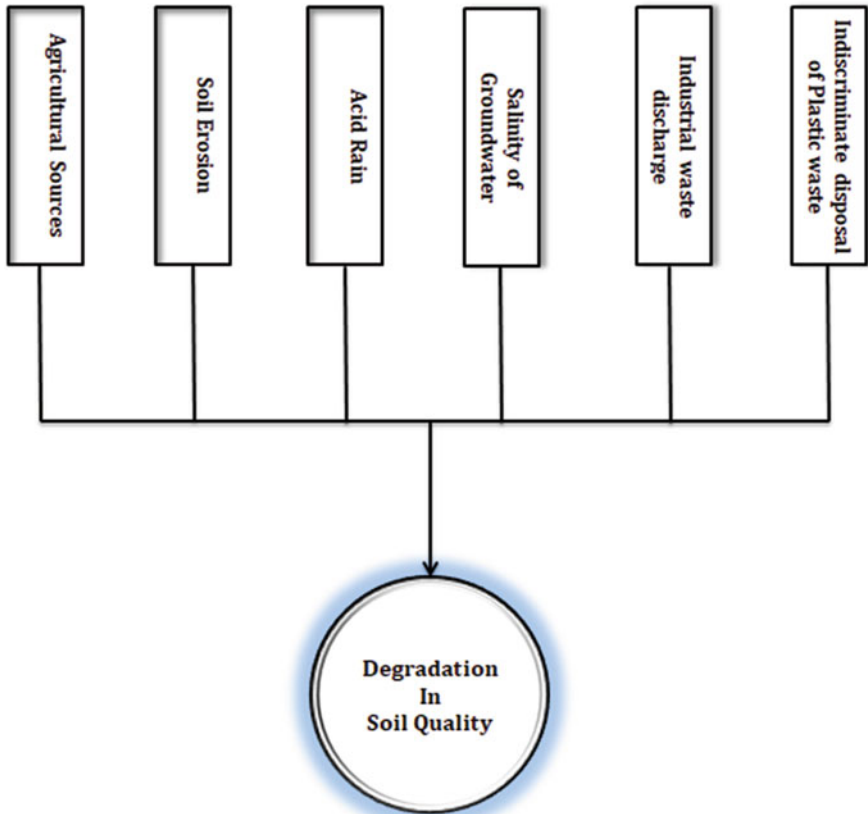 Agricultural Sources
Soil Erosion
Acid Rain
Salinity of
Groundwater
Industrial waste
discharge
Indiscriminate disposal
of Plastic waste
Degradation
In
Soil Quality